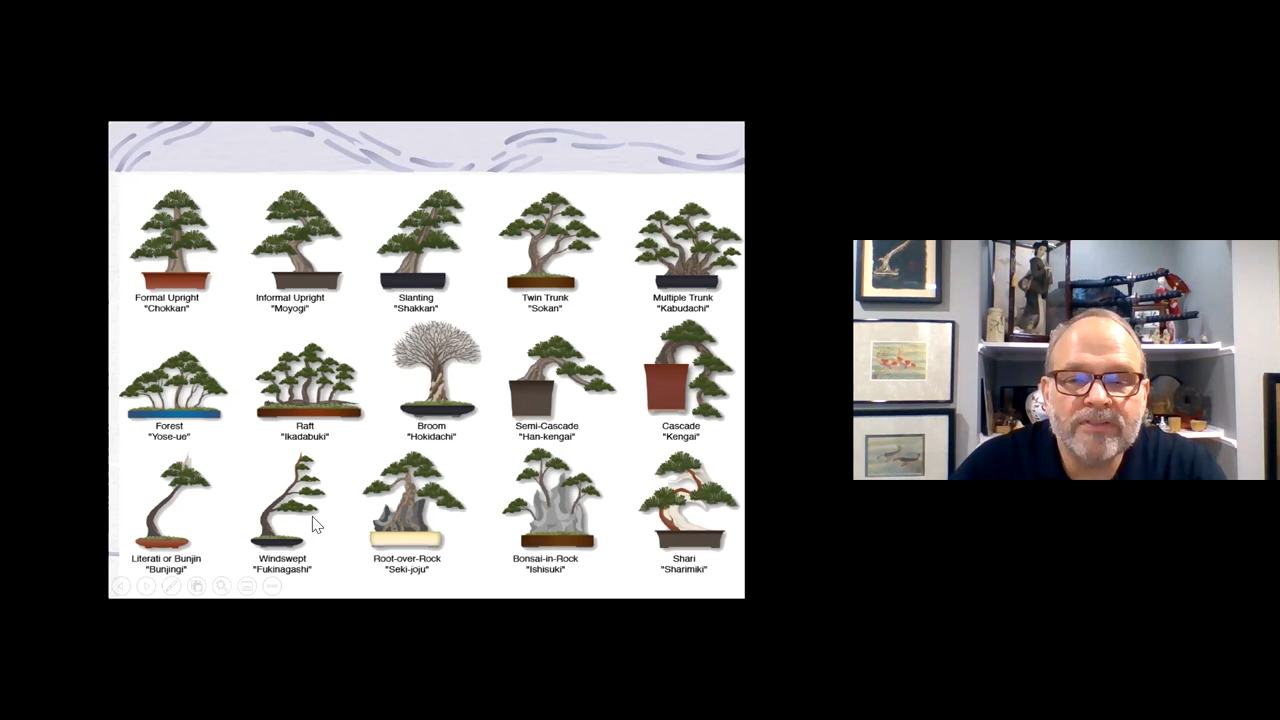 Formal Upright
"Chokkan"
Informal Upright
"Moyogi"
Slanting
"Shakkan"
Twin Trunk
"Sokan"
Multiple Trunk
"Kabudachi"
Forest
"Yose-ue"
Raft
"Ikadabuki"
Broom
"Hokidachi"
Semi-Cascade
"Han-kengai"
Cascade
"Kengai"
Literati or Bunjin
"Bunjingi"
Windswept
"Fukinagashi"
Root-over-Rock
"Seki-joju"
Bonsai-in-Rock
"Ishisuki"
Shari
"Sharimiki"